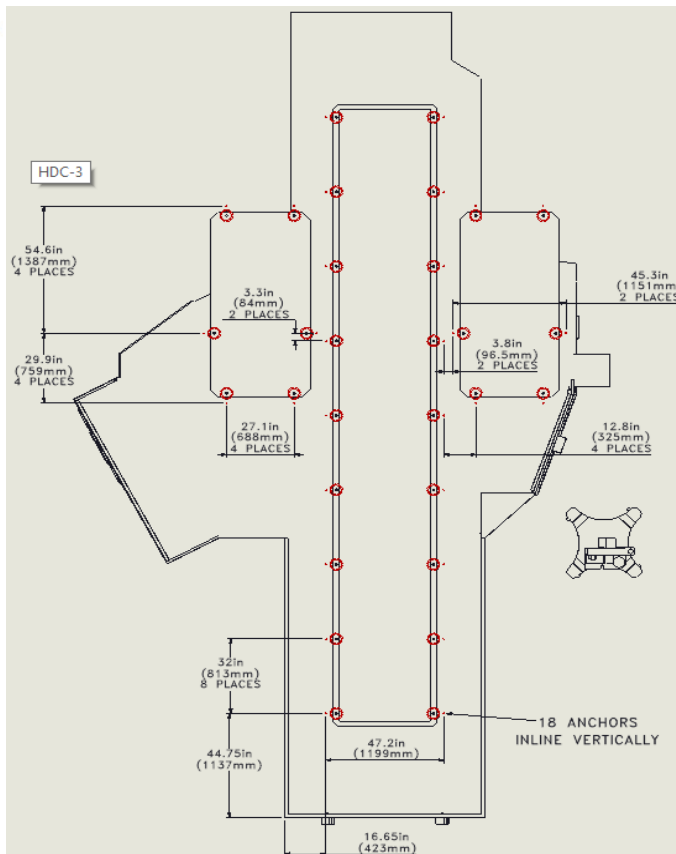 HDC-3
54.6in
(1387mm)
4 PLACES
3.3in
(84mm)
2 PLACES
45.3in
(1151mm)
2 PLACES
29.9in
(759mm)
4 PLACES
3.8in
(96.5mm)
2 PLACES
27.1in
(688mm)
4 PLACES
12.8in
(325mm)
4 PLACES
32in
(813mm)
8 PLACES
18 ANCHORS
INLINE VERTICALLY
44.75in
(1137mm)
47.2in
(1199mm)
16.65in
(423mm)